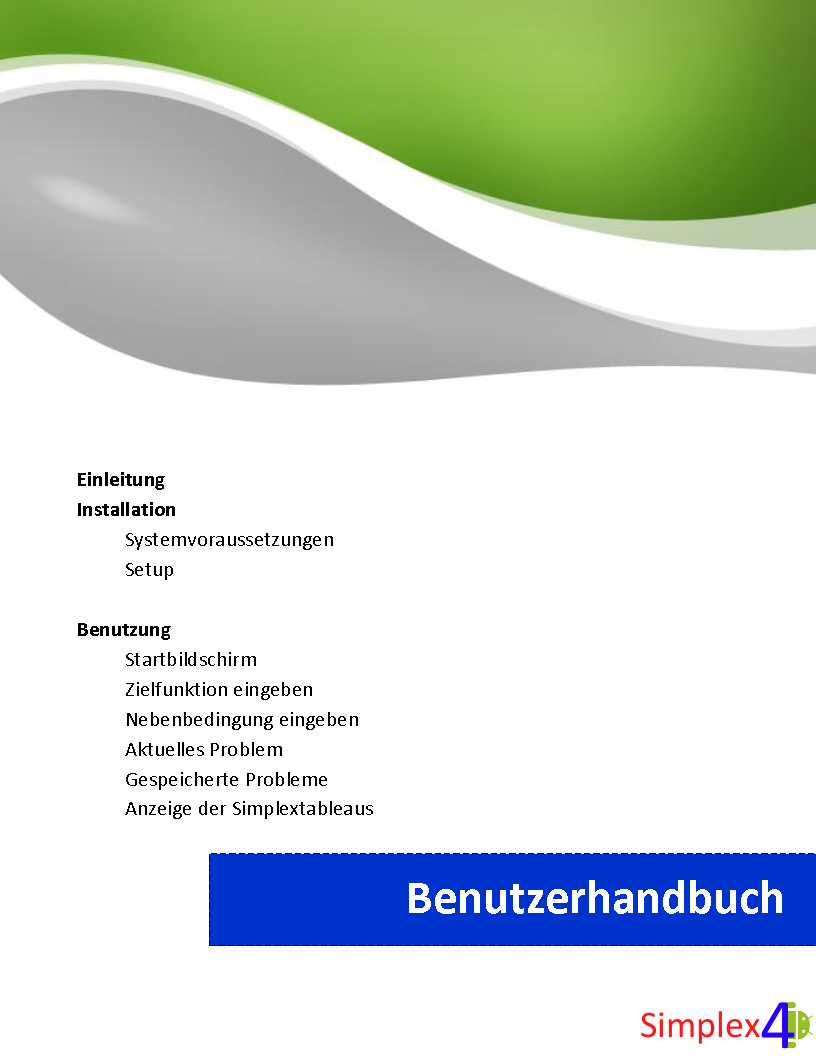 Einleitung
Installation
Systemvoraussetzungen
Setup
Benutzung
Startbildschirm
Zielfunktion eingeben
Nebenbedingung eingeben
Aktuelles Problem
Gespeicherte Probleme
Anzeige der Simplextableaus
Benutzerhandbuch
Simplex4